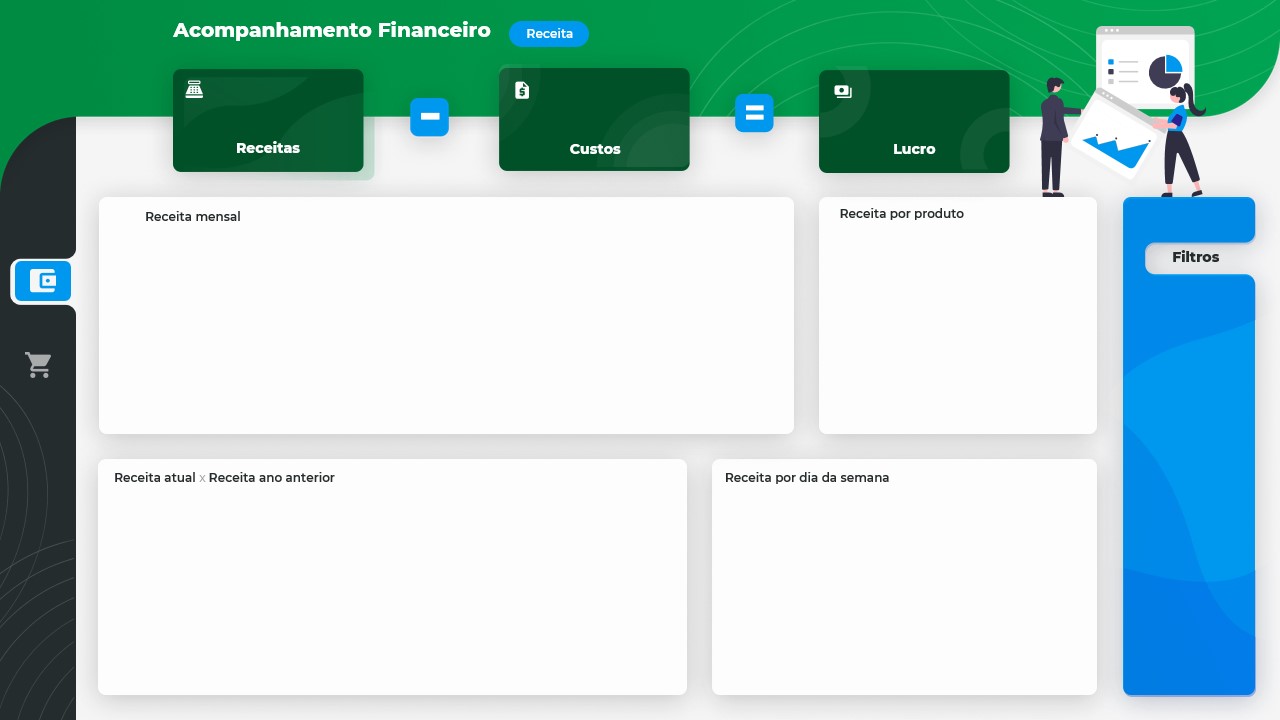 Acompanhamento Financeiro
Receita
Receitas
Custos
Lucro
Receita mensal
Receita por produto
Filtros
Receita atual x Receita ano anterior
Receita por dia da semana